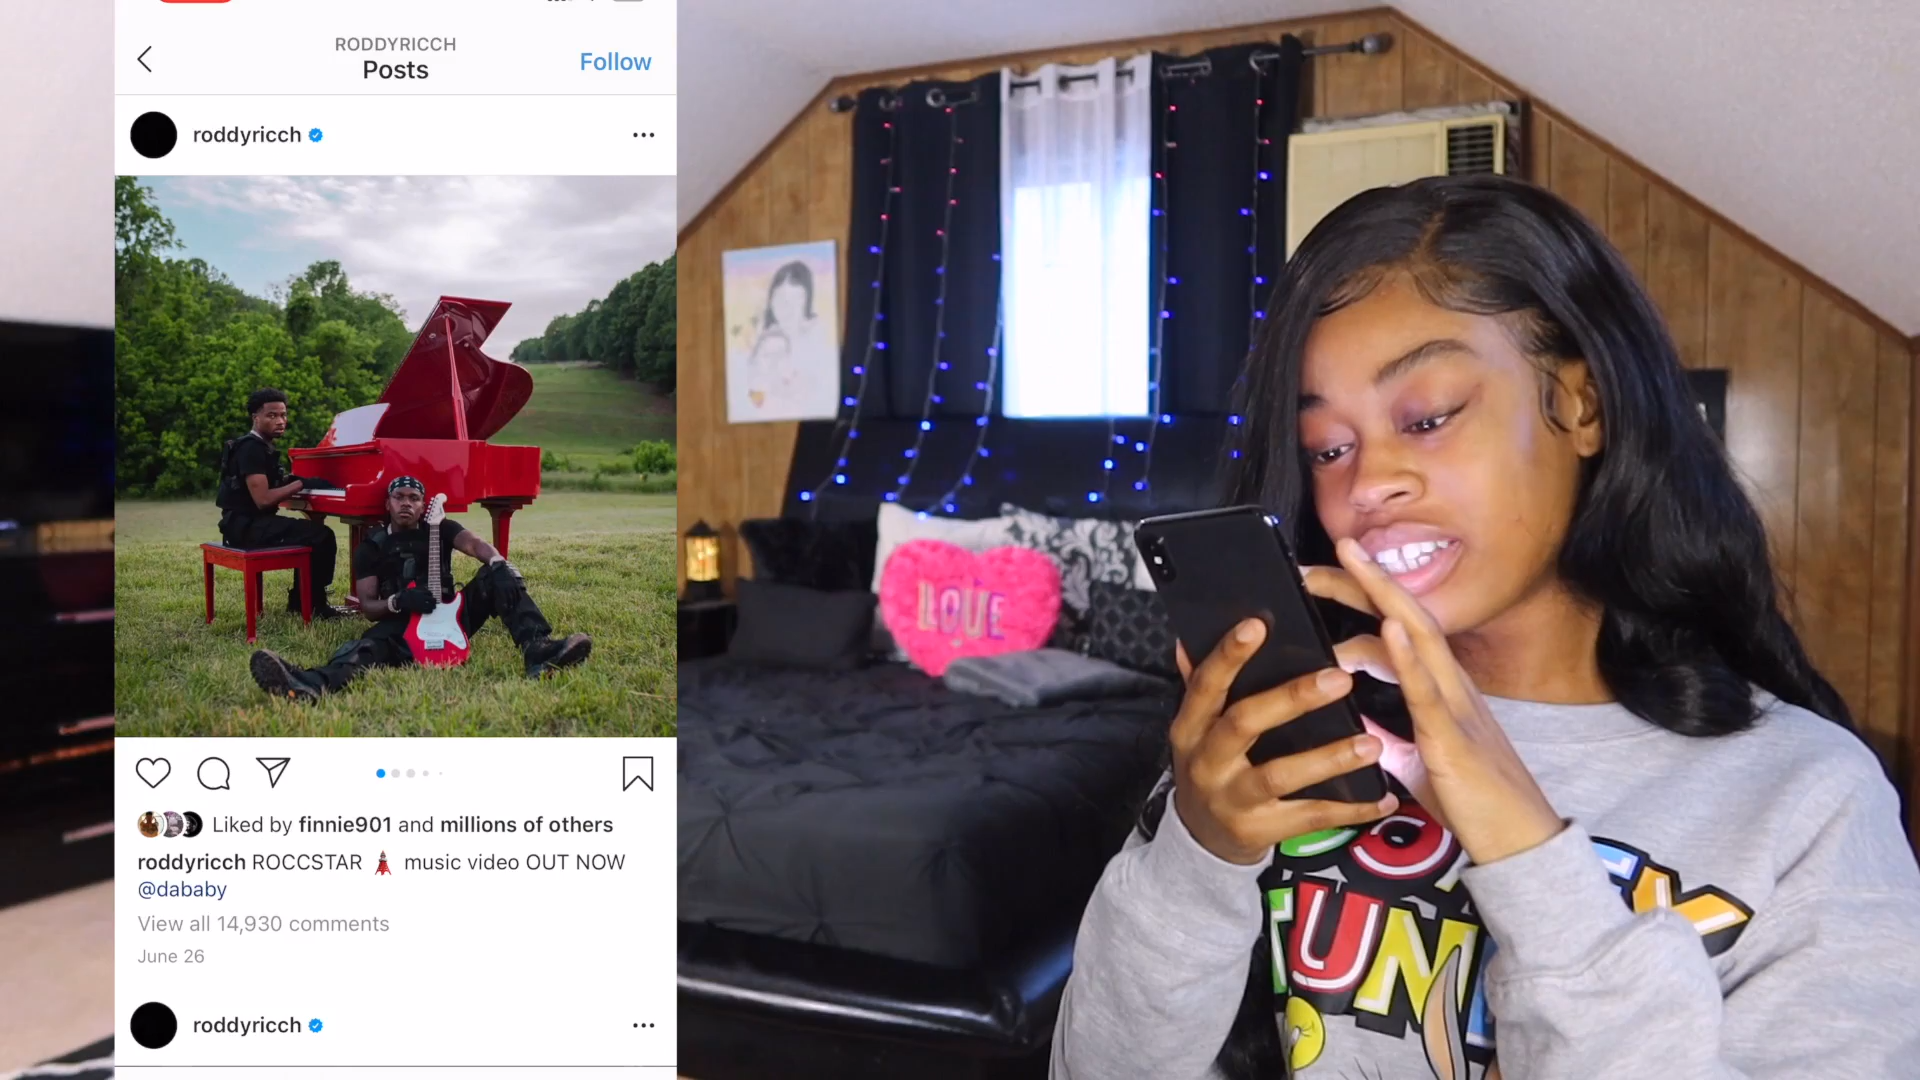 RODDYRICCH
Posts
Follow
roddyricch
Liked by finnie901 and millions of others
roddyricch ROCCSTAR music video OUT NOW
@dababy
View all 14,930 comments
June 26
roddyricch
LOVE
TUN